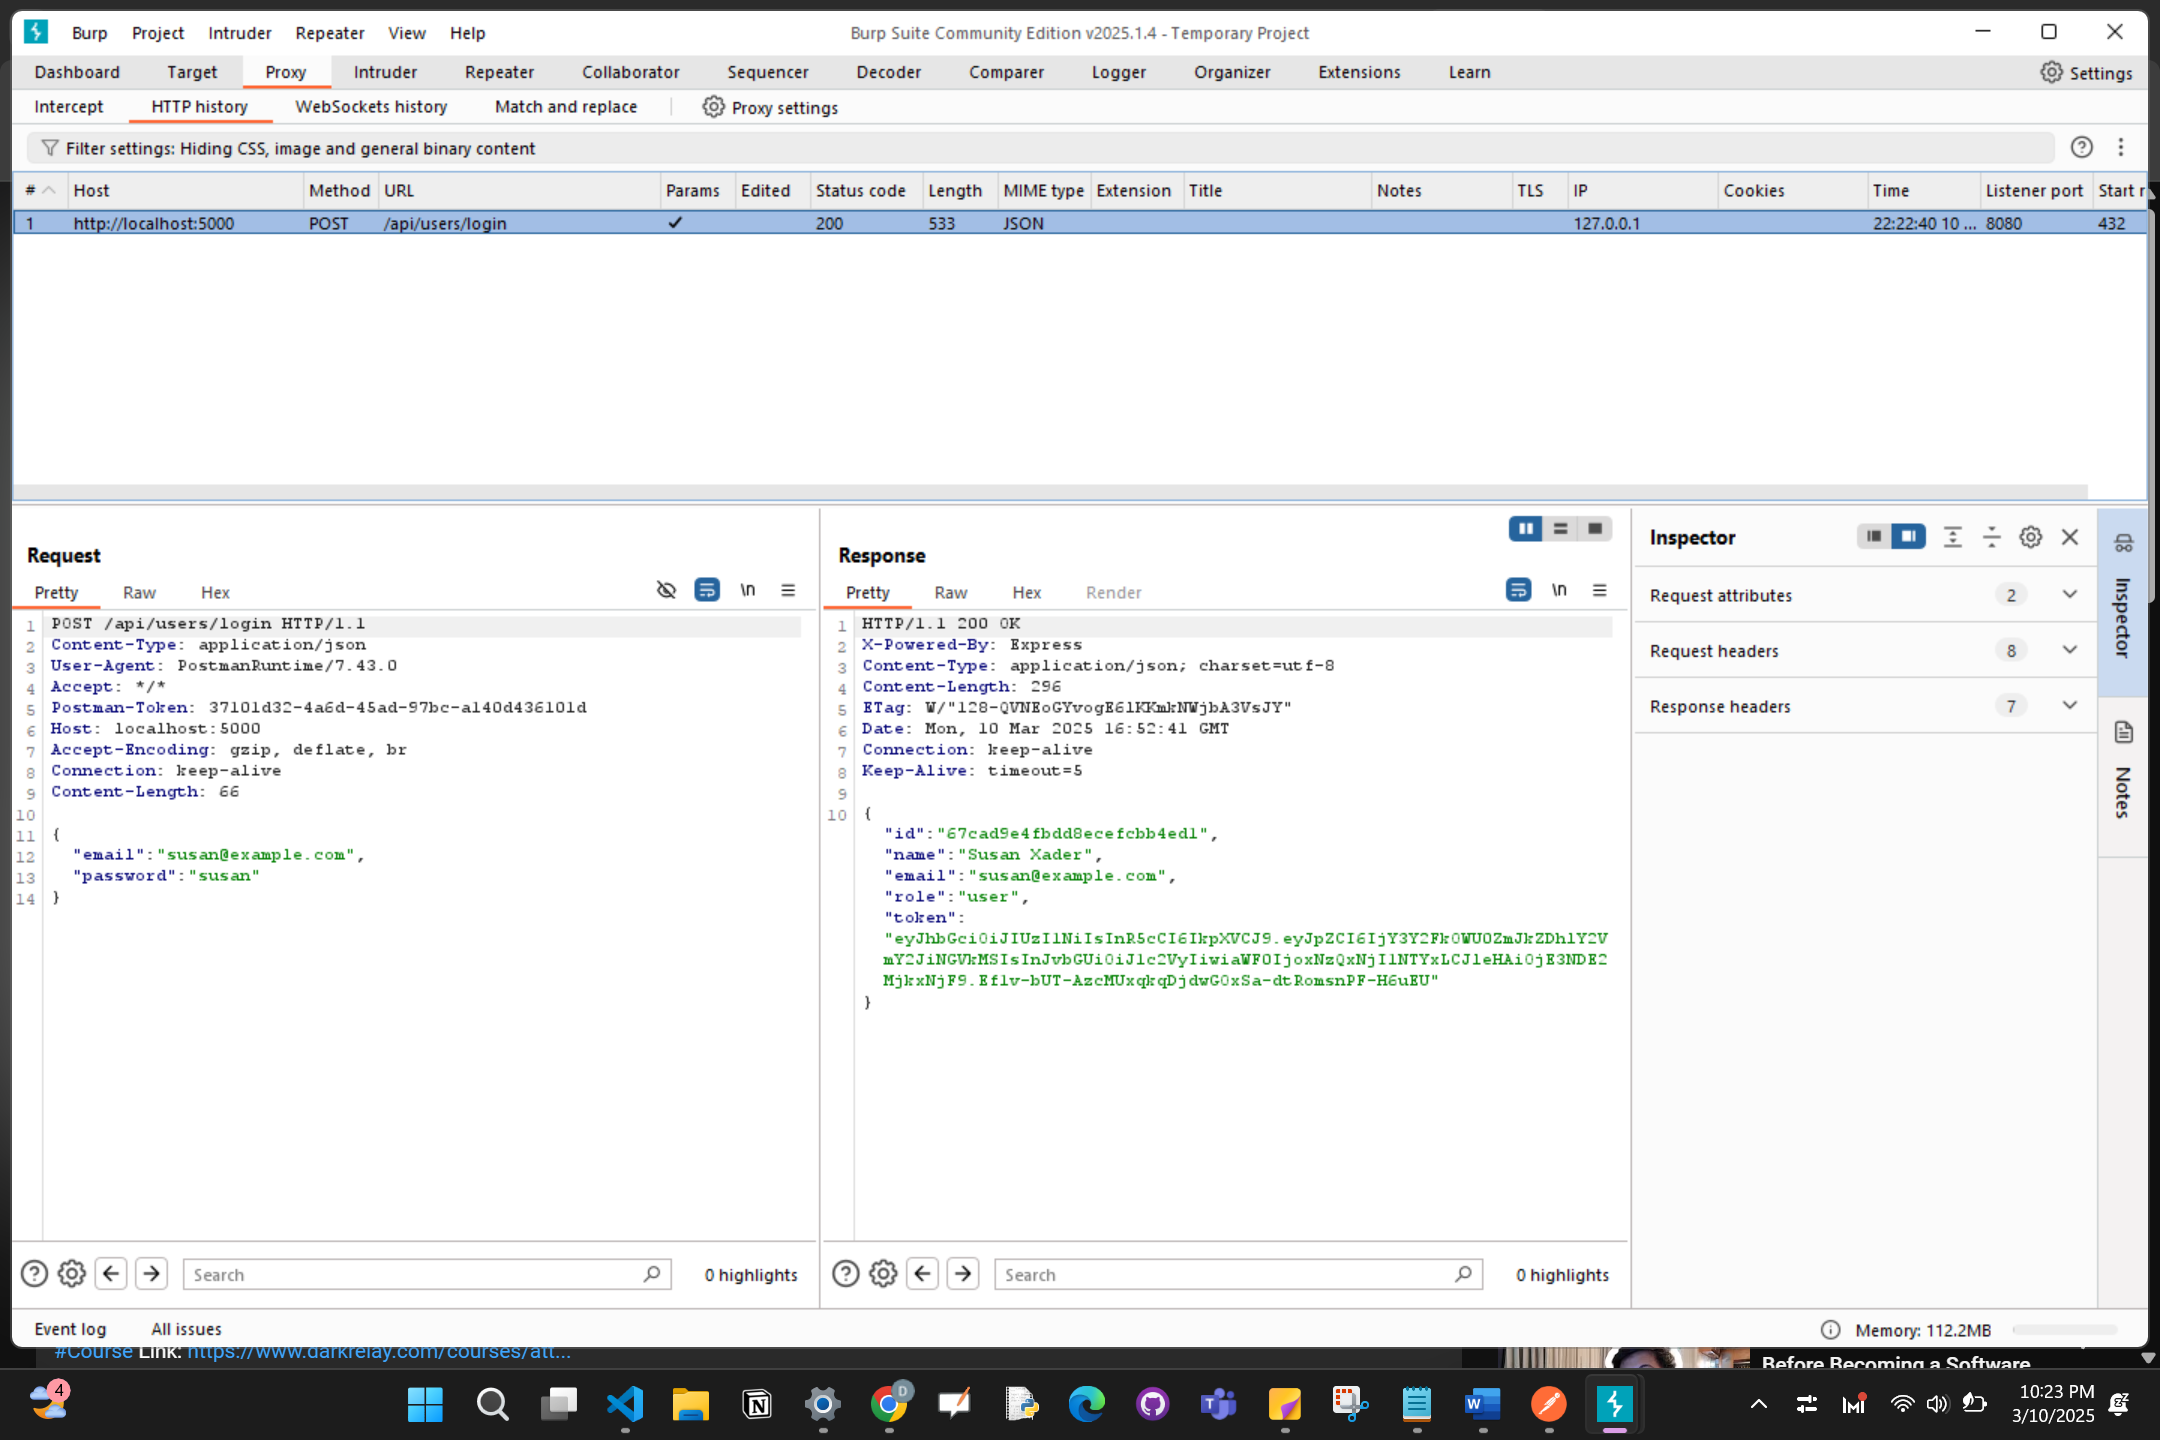 Burp Project Intruder Repeater View Help
Burp Suite Community Edition v2025.1.4 - Temporary Project
Dashboard Target Proxy Intruder Repeater Collaborator Sequencer Decoder Comparer Logger Organizer Extensions Learn
Settings
Intercept HTTP history WebSockets history Match and replace Proxy settings
Filter settings: Hiding CSS, image and general binary content
# Host Method URL Params Edited Status code Length MIME type Extension Title Notes TLS IP Cookies Time Listener port Start r
1 http://localhost:5000 POST /api/users/login ✓ 200 533 JSON 127.0.0.1 22:22:40 10 ... 8080 432
Request
Pretty Raw Hex
\n
1 POST /api/users/login HTTP/1.1
2 Content-Type: application/json
3 User-Agent: PostmanRuntime/7.43.0
4 Accept: */*
5 Postman-Token: 37101d32-4a6d-45ad-97bc-a140d436101d
6 Host: localhost:5000
7 Accept-Encoding: gzip, deflate, br
8 Connection: keep-alive
9 Content-Length: 66
10
11 {
12 "email":"susan@example.com",
13 "password":"susan"
14 }
Search
0 highlights
Response
Pretty Raw Hex Render
\n
1 HTTP/1.1 200 OK
2 X-Powered-By: Express
3 Content-Type: application/json; charset=utf-8
4 Content-Length: 296
5 ETag: W/"128-QVNEoGYvogE61KKmkNWjbA3VsJY"
6 Date: Mon, 10 Mar 2025 16:52:41 GMT
7 Connection: keep-alive
8 Keep-Alive: timeout=5
9
10 {
"id":"67cad9e4fbdd8ecefcbb4ed1",
"name":"Susan Xader",
"email":"susan@example.com",
"role":"user",
"token":
"eyJhbGciOiJIUzI1NiIsInR5cCI6IkpXVCJ9.eyJpZCI6IjY3Y2FkOWU0ZmJkZDhlY2V
mY2JiNGVkMSIsInJvbGUiOiJ1c2VyIiwiaWF0IjoxNzQxNjI1NTYxLCJleHAiOjE3NDE2
MjkxNjF9.Eflv-bUT-AzcMUxqkqDjdwG0xSa-dtRomsnPF-H6uEU"
}
Search
0 highlights
Inspector
Request attributes 2
Request headers 8
Response headers 7
Inspector
Notes
Event log All issues
Memory: 112.2MB
#Course Link: https://www.darkrelay.com/courses/att...
Before Becoming a Software
4
D
10:23 PM
3/10/2025